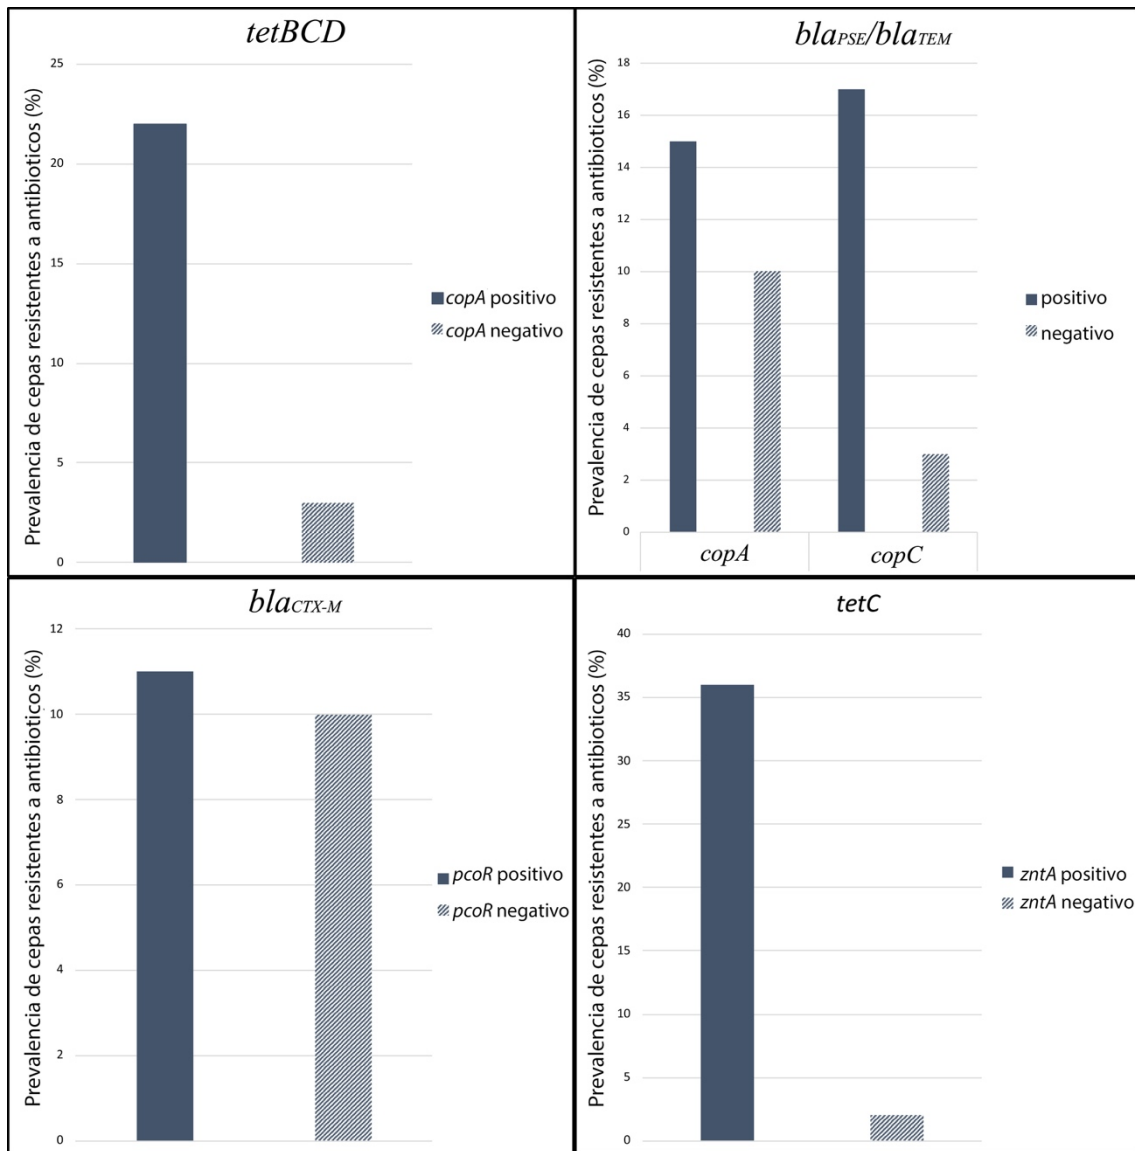 tetBCD
Prevalencia de cepas resistentes a antibioticos (%)
25
20
15
10
5
0
copA positivo
copA negativo
blaPSE/blaTEM
Prevalencia de cepas resistentes a antibioticos (%)
18
16
14
12
10
8
6
4
2
0
copA copC
positivo
negativo
blaCTX-M
Prevalencia de cepas resistentes a antibioticos (%)
12
10
8
6
4
2
0
pcoR positivo
pcoR negativo
tetC
Prevalencia de cepas resistentes a antibioticos (%)
40
35
30
25
20
15
10
5
0
zntA positivo
zntA negativo